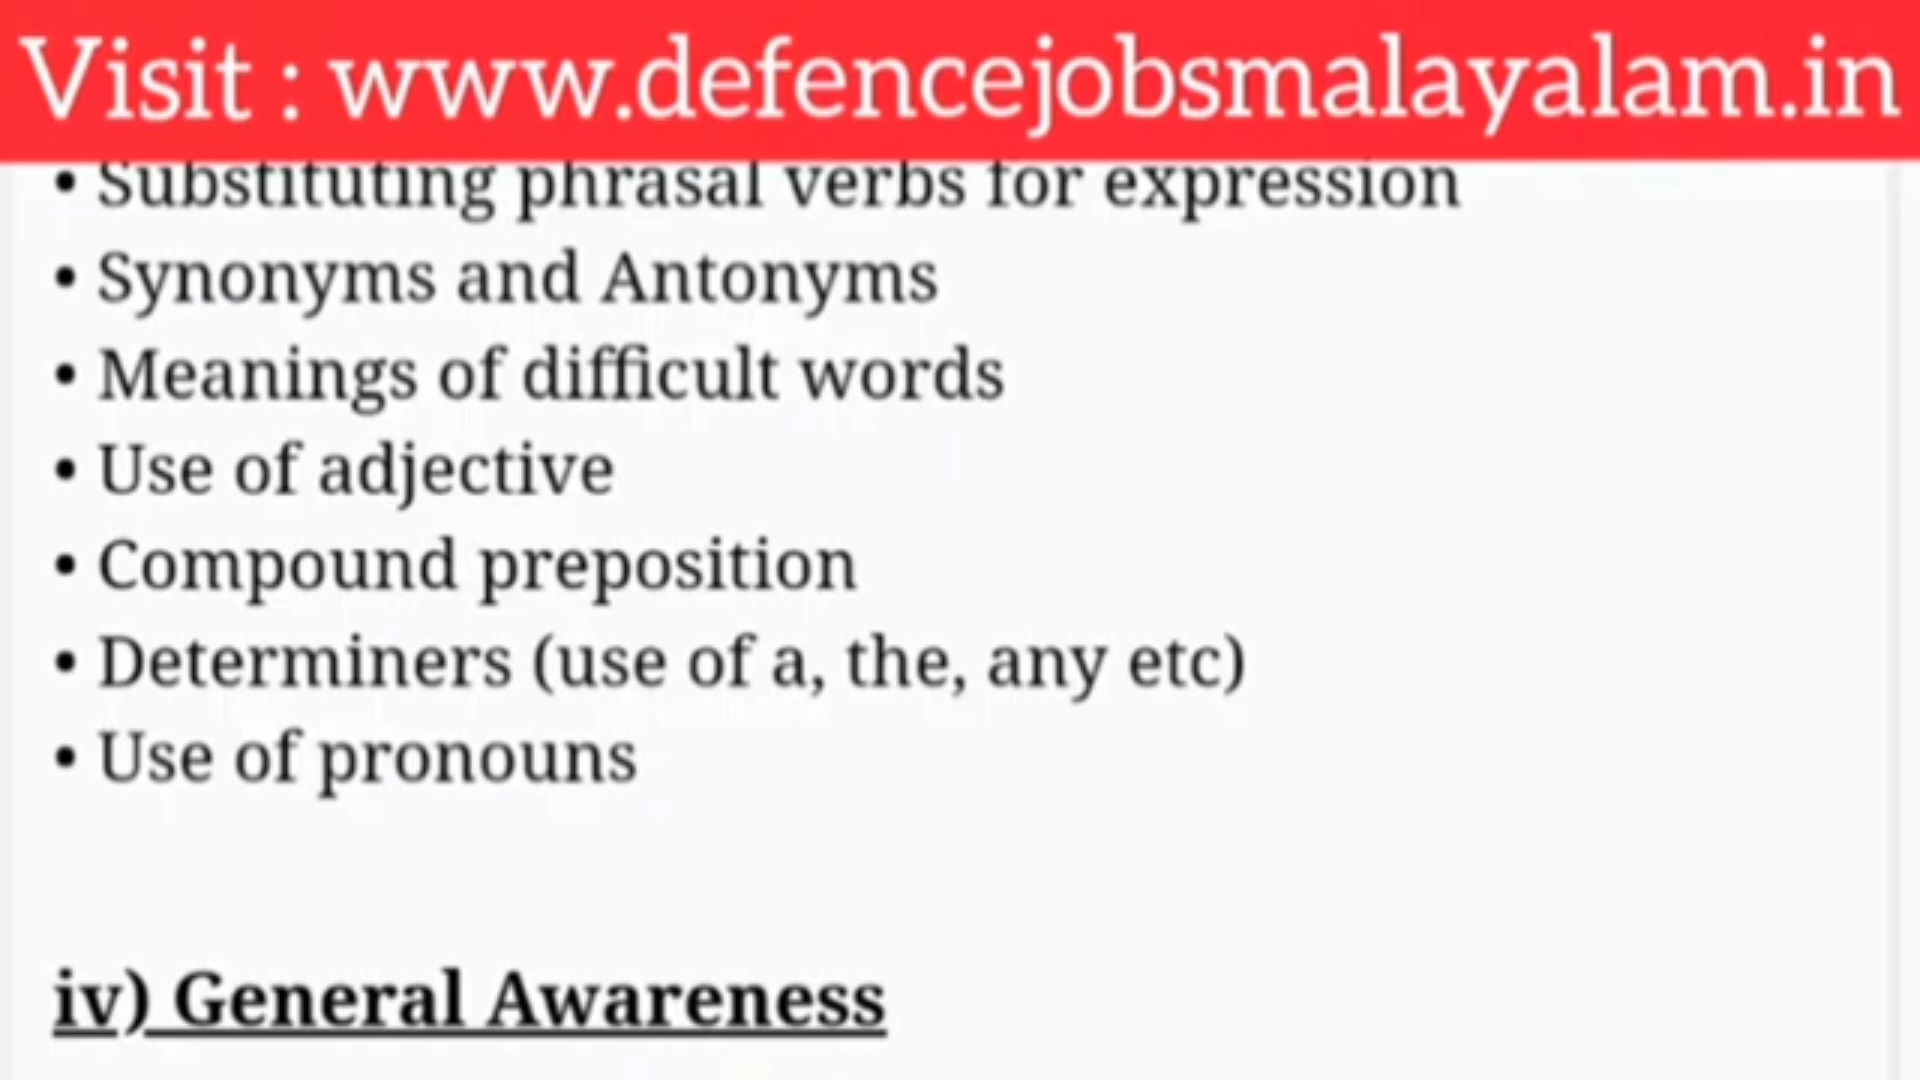 Visit : www.defencejobsmalayalam.in
• Substituting phrasal verbs for expression
• Synonyms and Antonyms
• Meanings of difficult words
• Use of adjective
• Compound preposition
• Determiners (use of a, the, any etc)
• Use of pronouns
iv) General Awareness